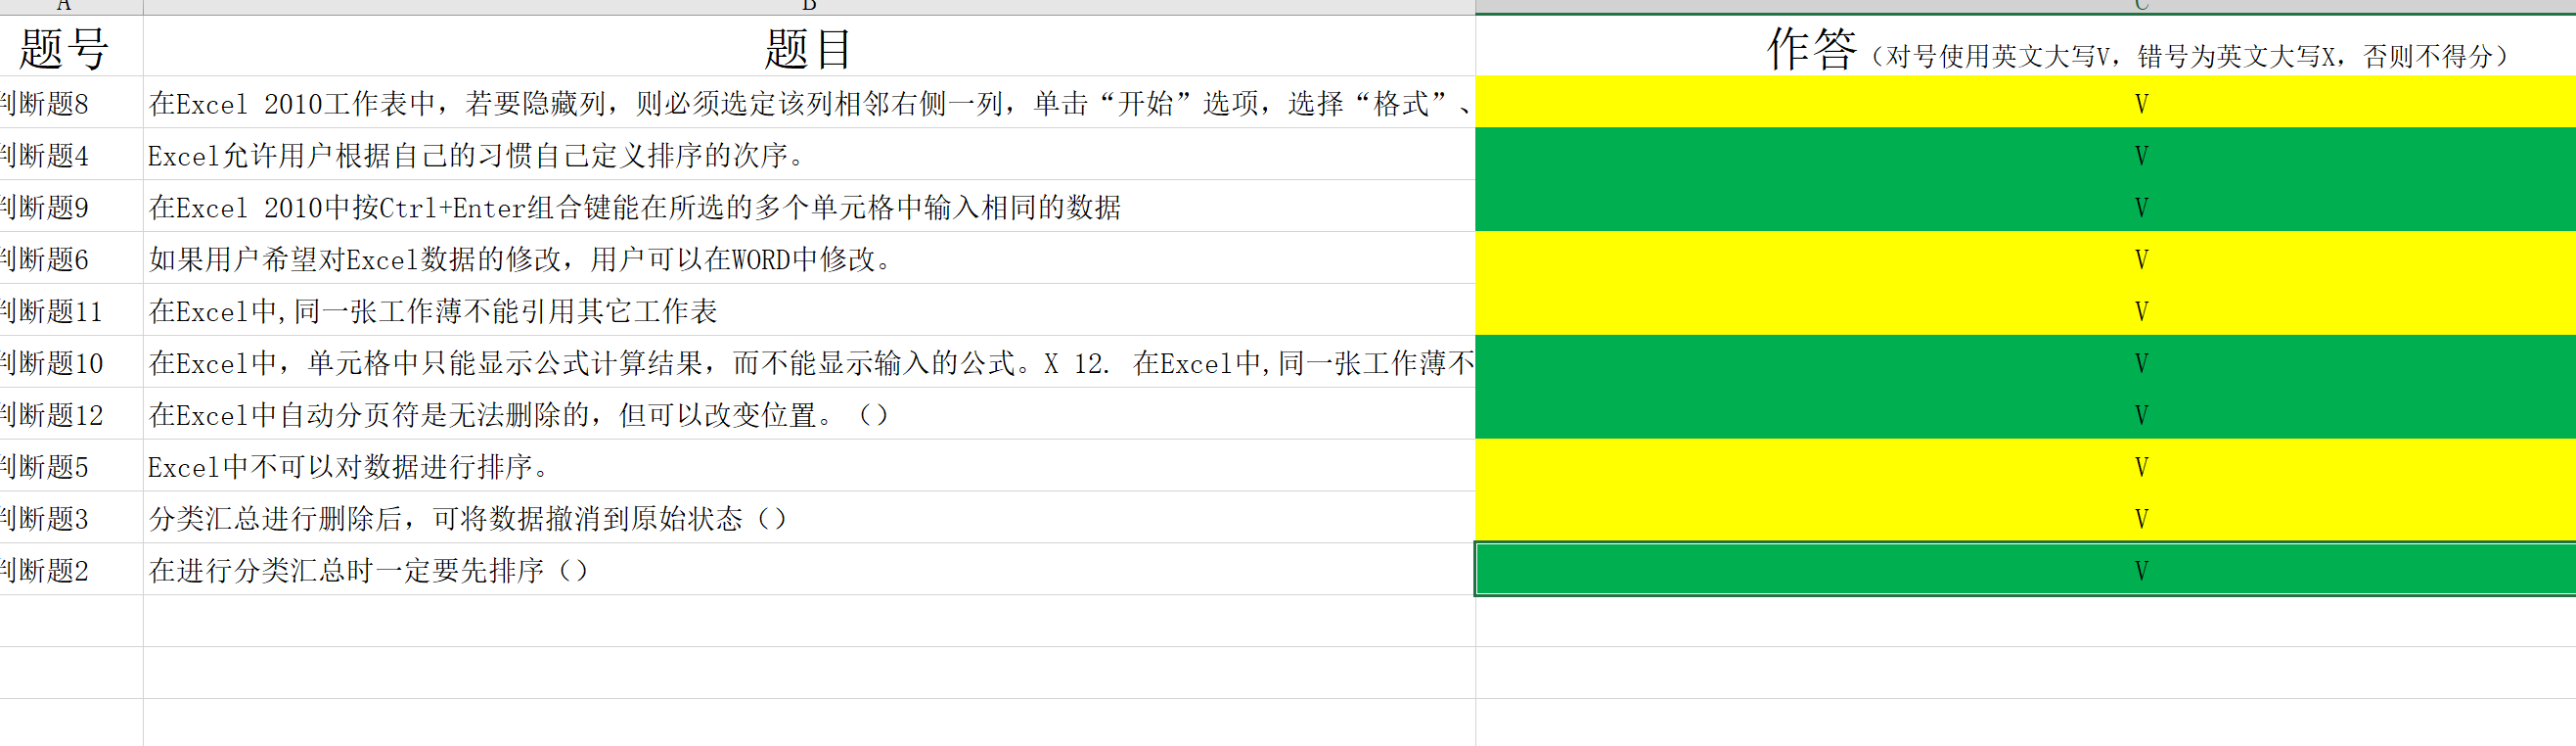 A B C
题号 题目 作答（对号使用英文大写V，错号为英文大写X，否则不得分）
判断题8 在Excel 2010工作表中，若要隐藏列，则必须选定该列相邻右侧一列，单击“开始”选项，选择“格式”、 V
判断题4 Excel允许用户根据自己的习惯自己定义排序的次序。 V
判断题9 在Excel 2010中按Ctrl+Enter组合键能在所选的多个单元格中输入相同的数据 V
判断题6 如果用户希望对Excel数据的修改，用户可以在WORD中修改。 V
判断题11 在Excel中,同一张工作薄不能引用其它工作表 V
判断题10 在Excel中，单元格中只能显示公式计算结果，而不能显示输入的公式。X 12. 在Excel中,同一张工作薄不 V
判断题12 在Excel中自动分页符是无法删除的，但可以改变位置。（） V
判断题5 Excel中不可以对数据进行排序。 V
判断题3 分类汇总进行删除后，可将数据撤消到原始状态（） V
判断题2 在进行分类汇总时一定要先排序（） V